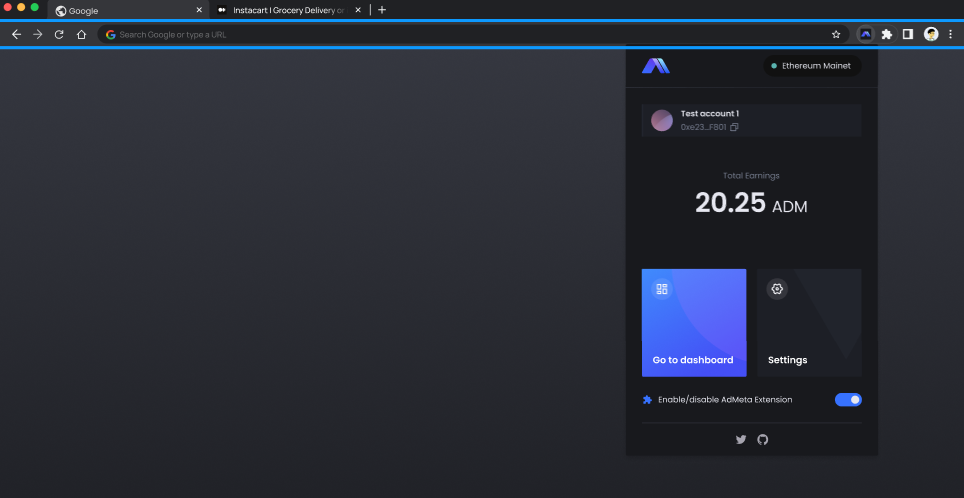 Google
Instacart | Grocery Delivery or
Search Google or type a URL
Ethereum Mainet
Test account 1
0xe23...F801
Total Earnings
20.25 ADM
Go to dashboard
Settings
Enable/disable AdMeta Extension